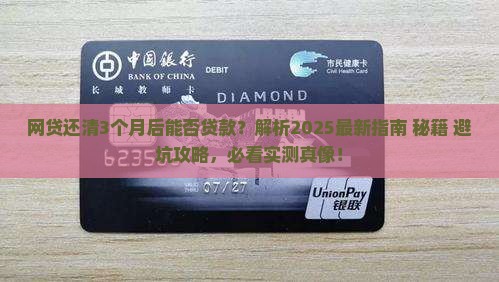 中国银行
BANK OF CHINA
DEBIT
市民健康卡
Civil Health Card
长城教师卡
DIAMOND
网贷还清3个月后能否贷款？解析2025最新指南 秘籍 避
坑攻略，必看实测真像！
07/27
UnionPay
银联